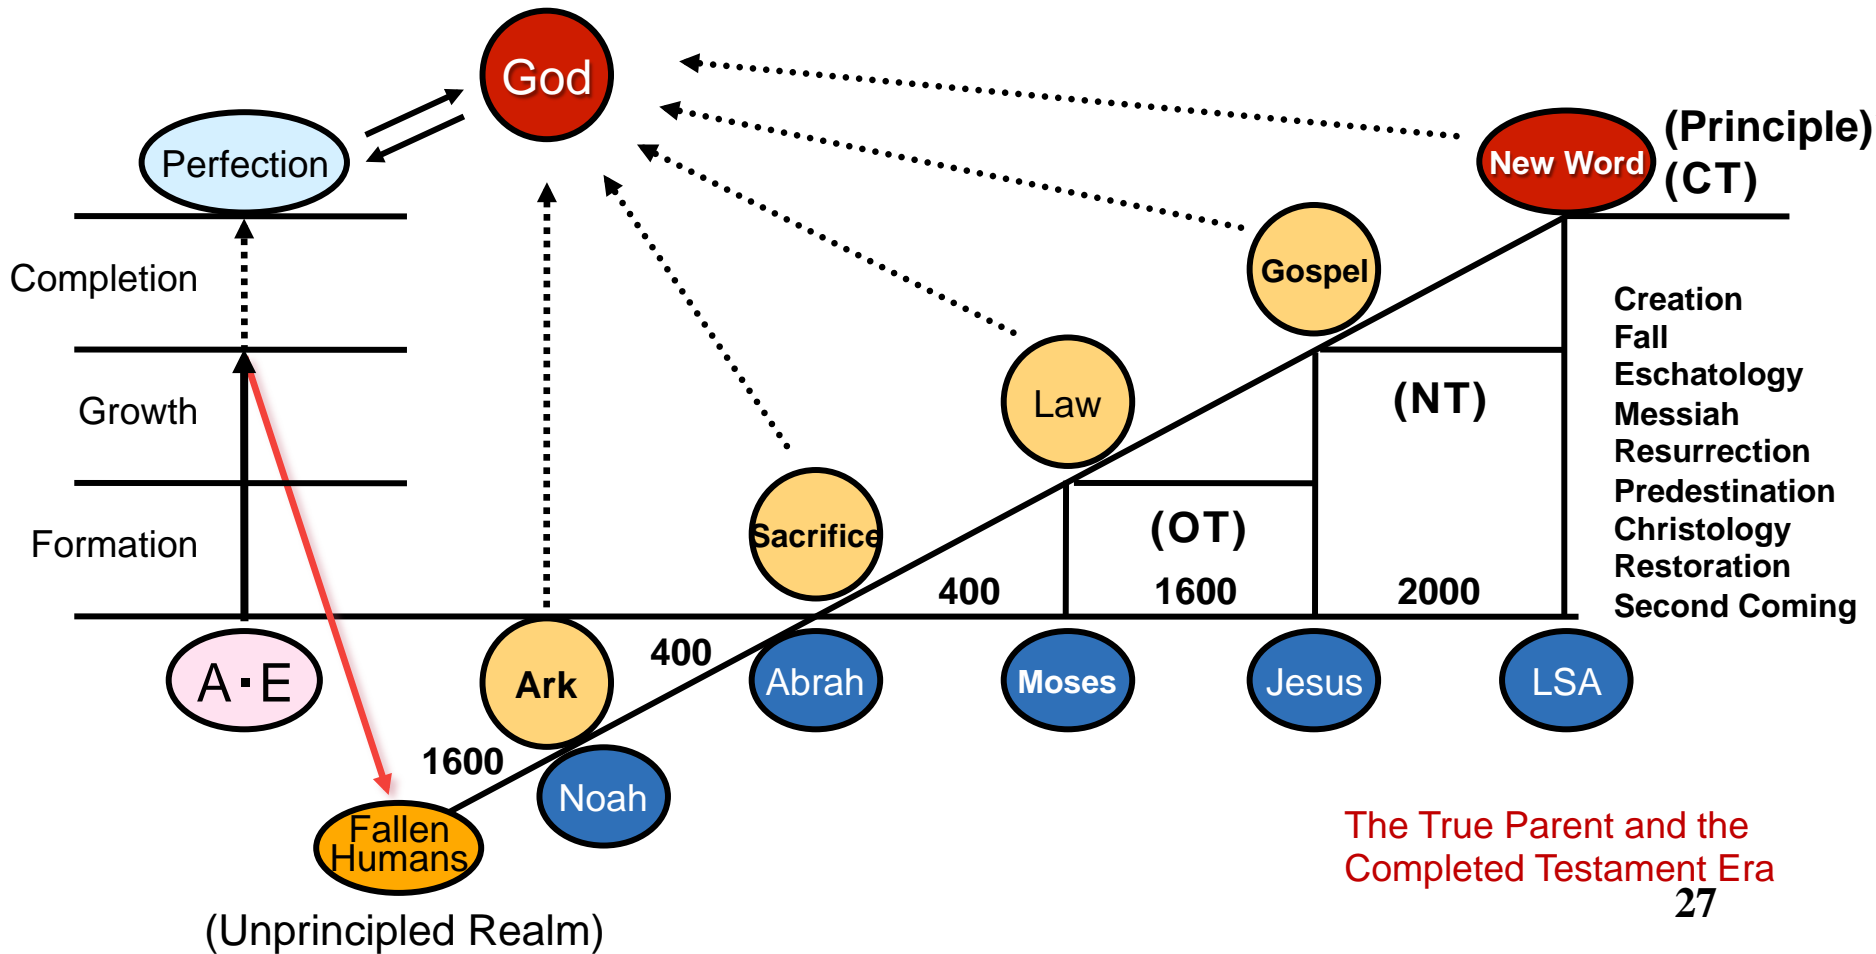 God
Perfection
New Word
(Principle)
(CT)
Completion
Gospel
Creation
Fall
Eschatology
Messiah
Resurrection
Predestination
Christology
Restoration
Second Coming
Growth
Law
(NT)
Formation
Sacrifice
(OT)
400
1600
2000
A·E
Ark
400
Abrah
Moses
Jesus
LSA
1600
Noah
Fallen
Humans
The True Parent and the
Completed Testament Era
27
(Unprincipled Realm)